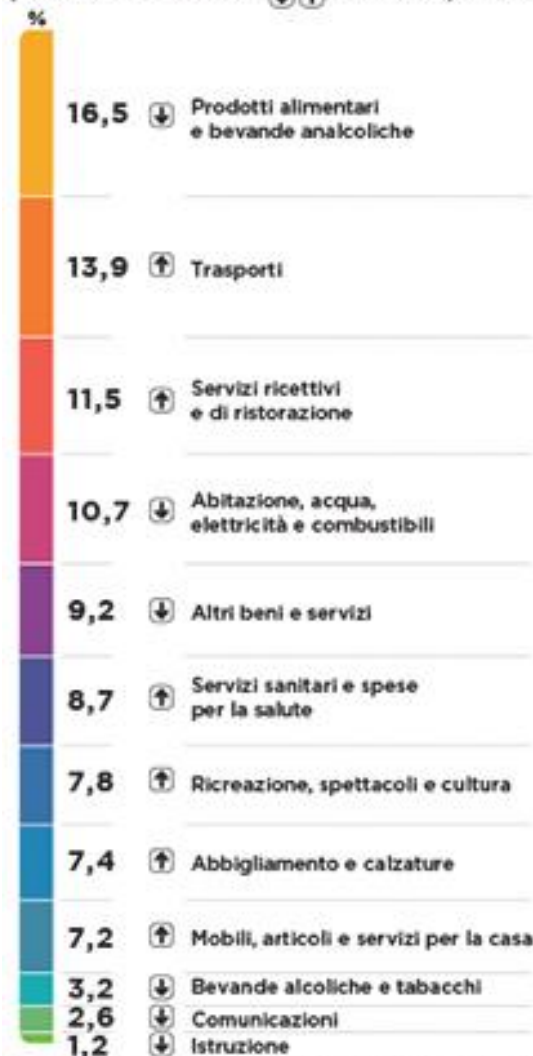 %
16,5 Prodotti alimentari
e bevande analcoliche
13,9 Trasporti
11,5 Servizi ricettivi
e di ristorazione
10,7 Abitazione, acqua,
elettricità e combustibili
9,2 Altri beni e servizi
8,7 Servizi sanitari e spese
per la salute
7,8 Ricreazione, spettacoli e cultura
7,4 Abbigliamento e calzature
7,2 Mobili, articoli e servizi per la casa
3,2 Bevande alcoliche e tabacchi
2,6 Comunicazioni
1,2 Istruzione